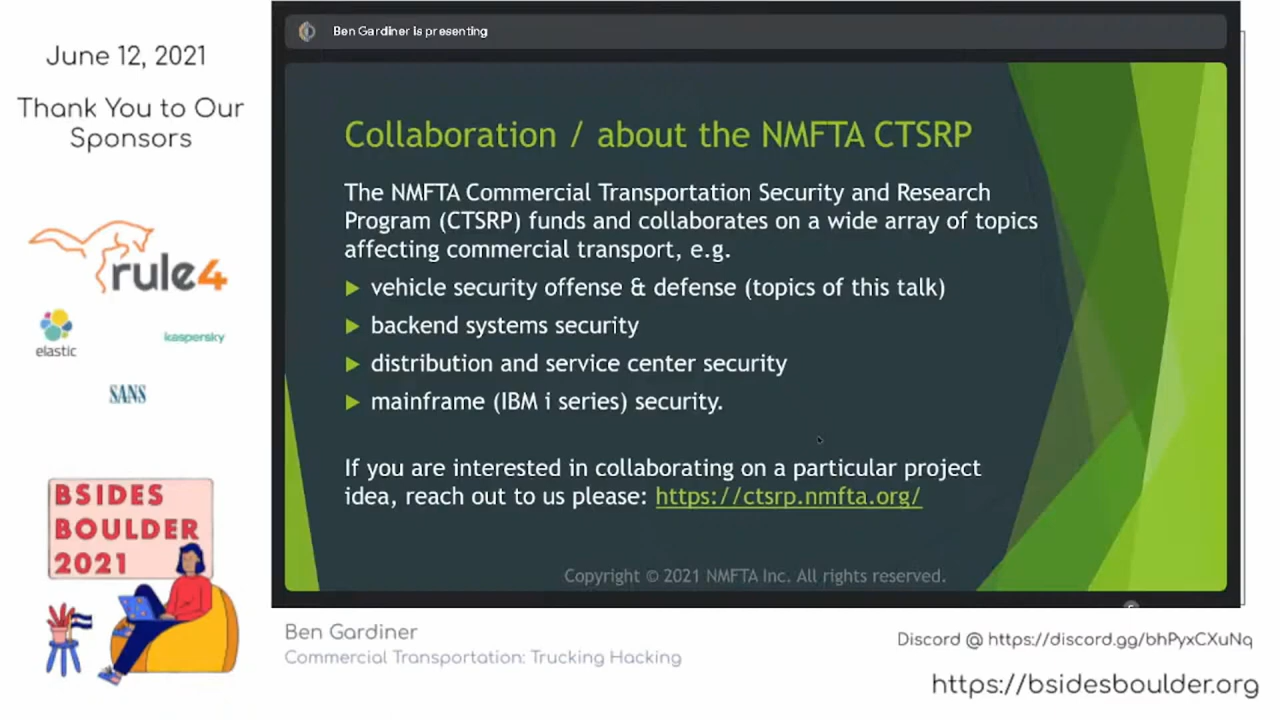 June 12, 2021
Thank You to Our
Sponsors
rule4
elastic
kaspersky
SANS
BSIDES
BOULDER
2021
Ben Gardiner is presenting
Collaboration / about the NMFTA CTSRP
The NMFTA Commercial Transportation Security and Research
Program (CTSRP) funds and collaborates on a wide array of topics
affecting commercial transport, e.g.
vehicle security offense & defense (topics of this talk)
backend systems security
distribution and service center security
mainframe (IBM i series) security.
If you are interested in collaborating on a particular project
idea, reach out to us please: https://ctsrp.nmfta.org/
Copyright © 2021 NMFTA Inc. All rights reserved.
Ben Gardiner
Commercial Transportation: Trucking Hacking
Discord @ https://discord.gg/bhPyxCXuNq
https://bsidesboulder.org